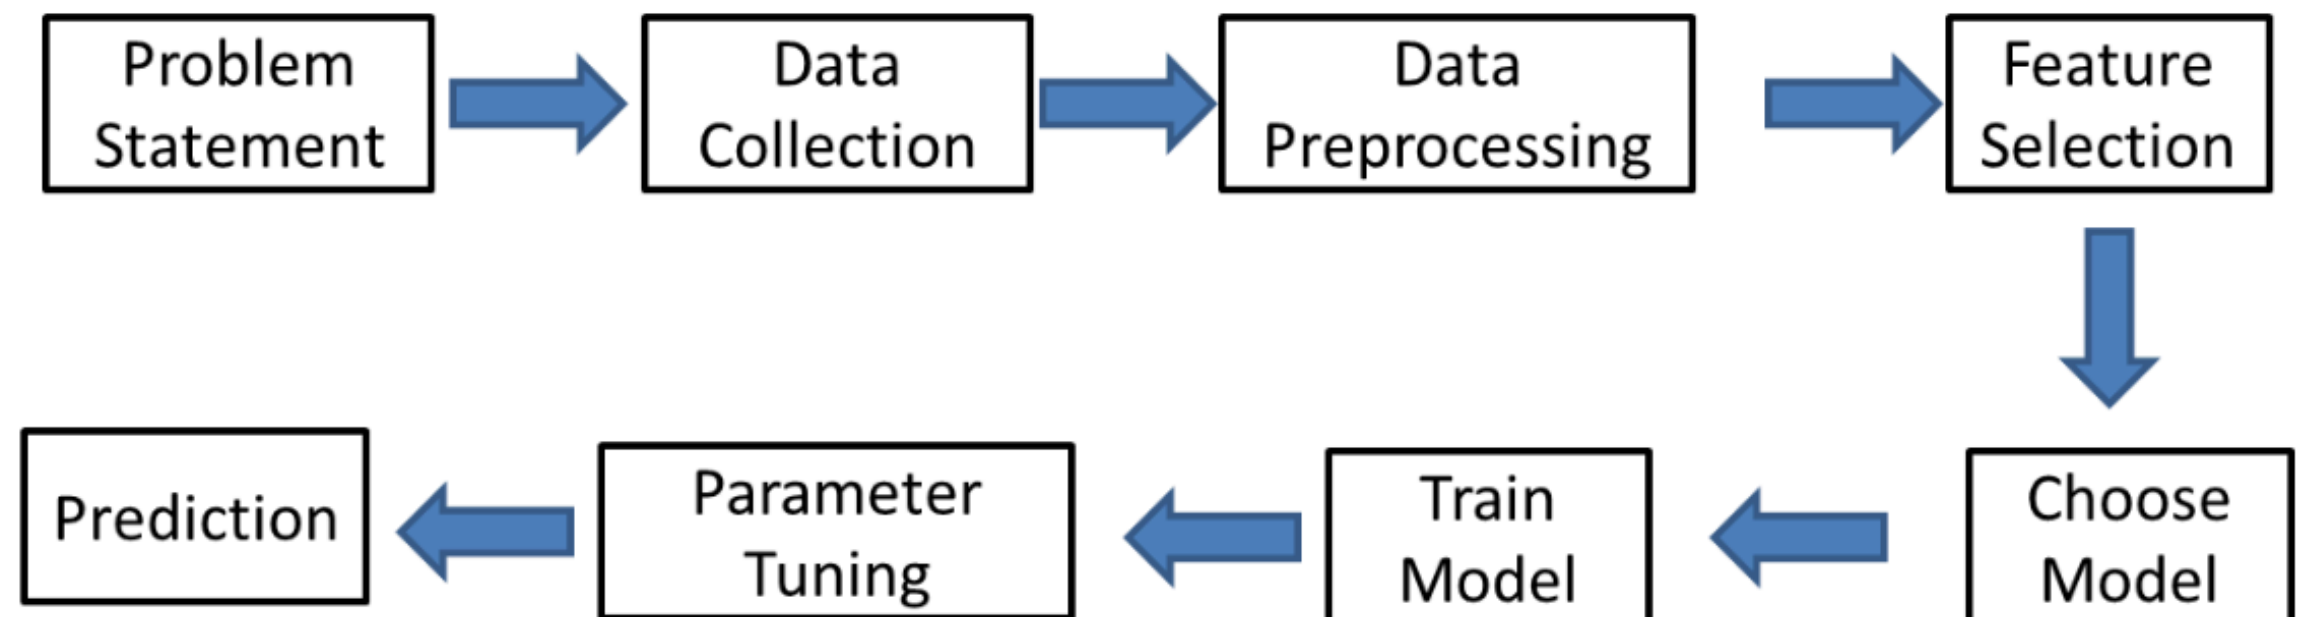 Problem
Statement
Data
Collection
Data
Preprocessing
Feature
Selection
Prediction
Parameter
Tuning
Train
Model
Choose
Model